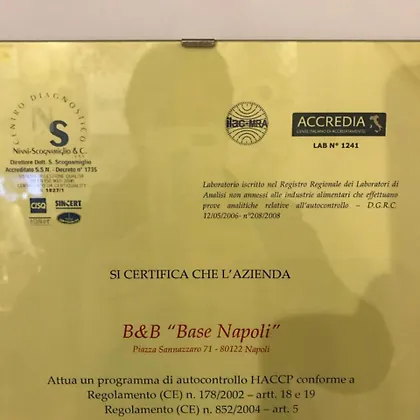 CENTRO DIAGNOSTICO
N S
Ninni-Scognamiglio & C.
Direttore Dott. S. Scognamiglio
Accreditato S.S.N. - Decreto n° 1735
CISQ
SINCERT
ilac-MRA
ACCREDIA
LAB N° 1241
Laboratorio iscritto nel Registro Regionale dei Laboratori di
Analisi non annessi alle industrie alimentari che effettuano
prove analitiche relative all'autocontrollo – D.G.R.C.
12/05/2006- n°208/2008
SI CERTIFICA CHE L'AZIENDA
B&B "Base Napoli"
Piazza Sannazzaro 71 - 80122 Napoli
Attua un programma di autocontrollo HACCP conforme a
Regolamento (CE) n. 178/2002 – artt. 18 e 19
Regolamento (CE) n. 852/2004 – art. 5